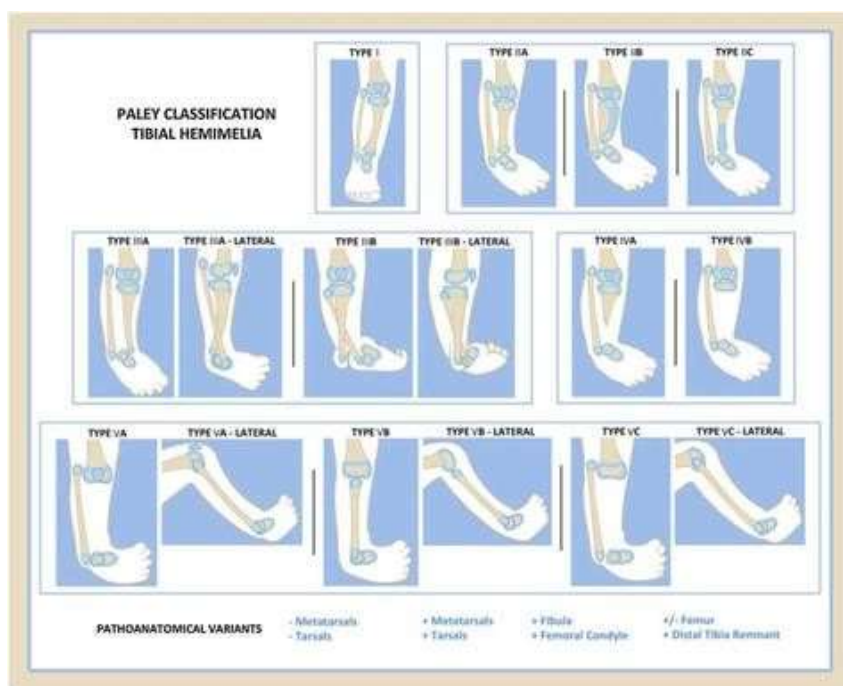 PALEY CLASSIFICATION
TIBIAL HEMIMELIA
TYPE I
TYPE IIA
TYPE IIB
TYPE IIC
TYPE IIIA
TYPE IIIA - LATERAL
TYPE IIIB
TYPE IIIB - LATERAL
TYPE IVA
TYPE IVB
TYPE VA
TYPE VA - LATERAL
TYPE VB
TYPE VB - LATERAL
TYPE VC
TYPE VC - LATERAL
PATHOANATOMICAL VARIANTS
- Metatarsals
- Tarsals
+ Metatarsals
+ Tarsals
+ Fibula
+ Femoral Condyle
+/- Femur
+ Distal Tibia Remnant